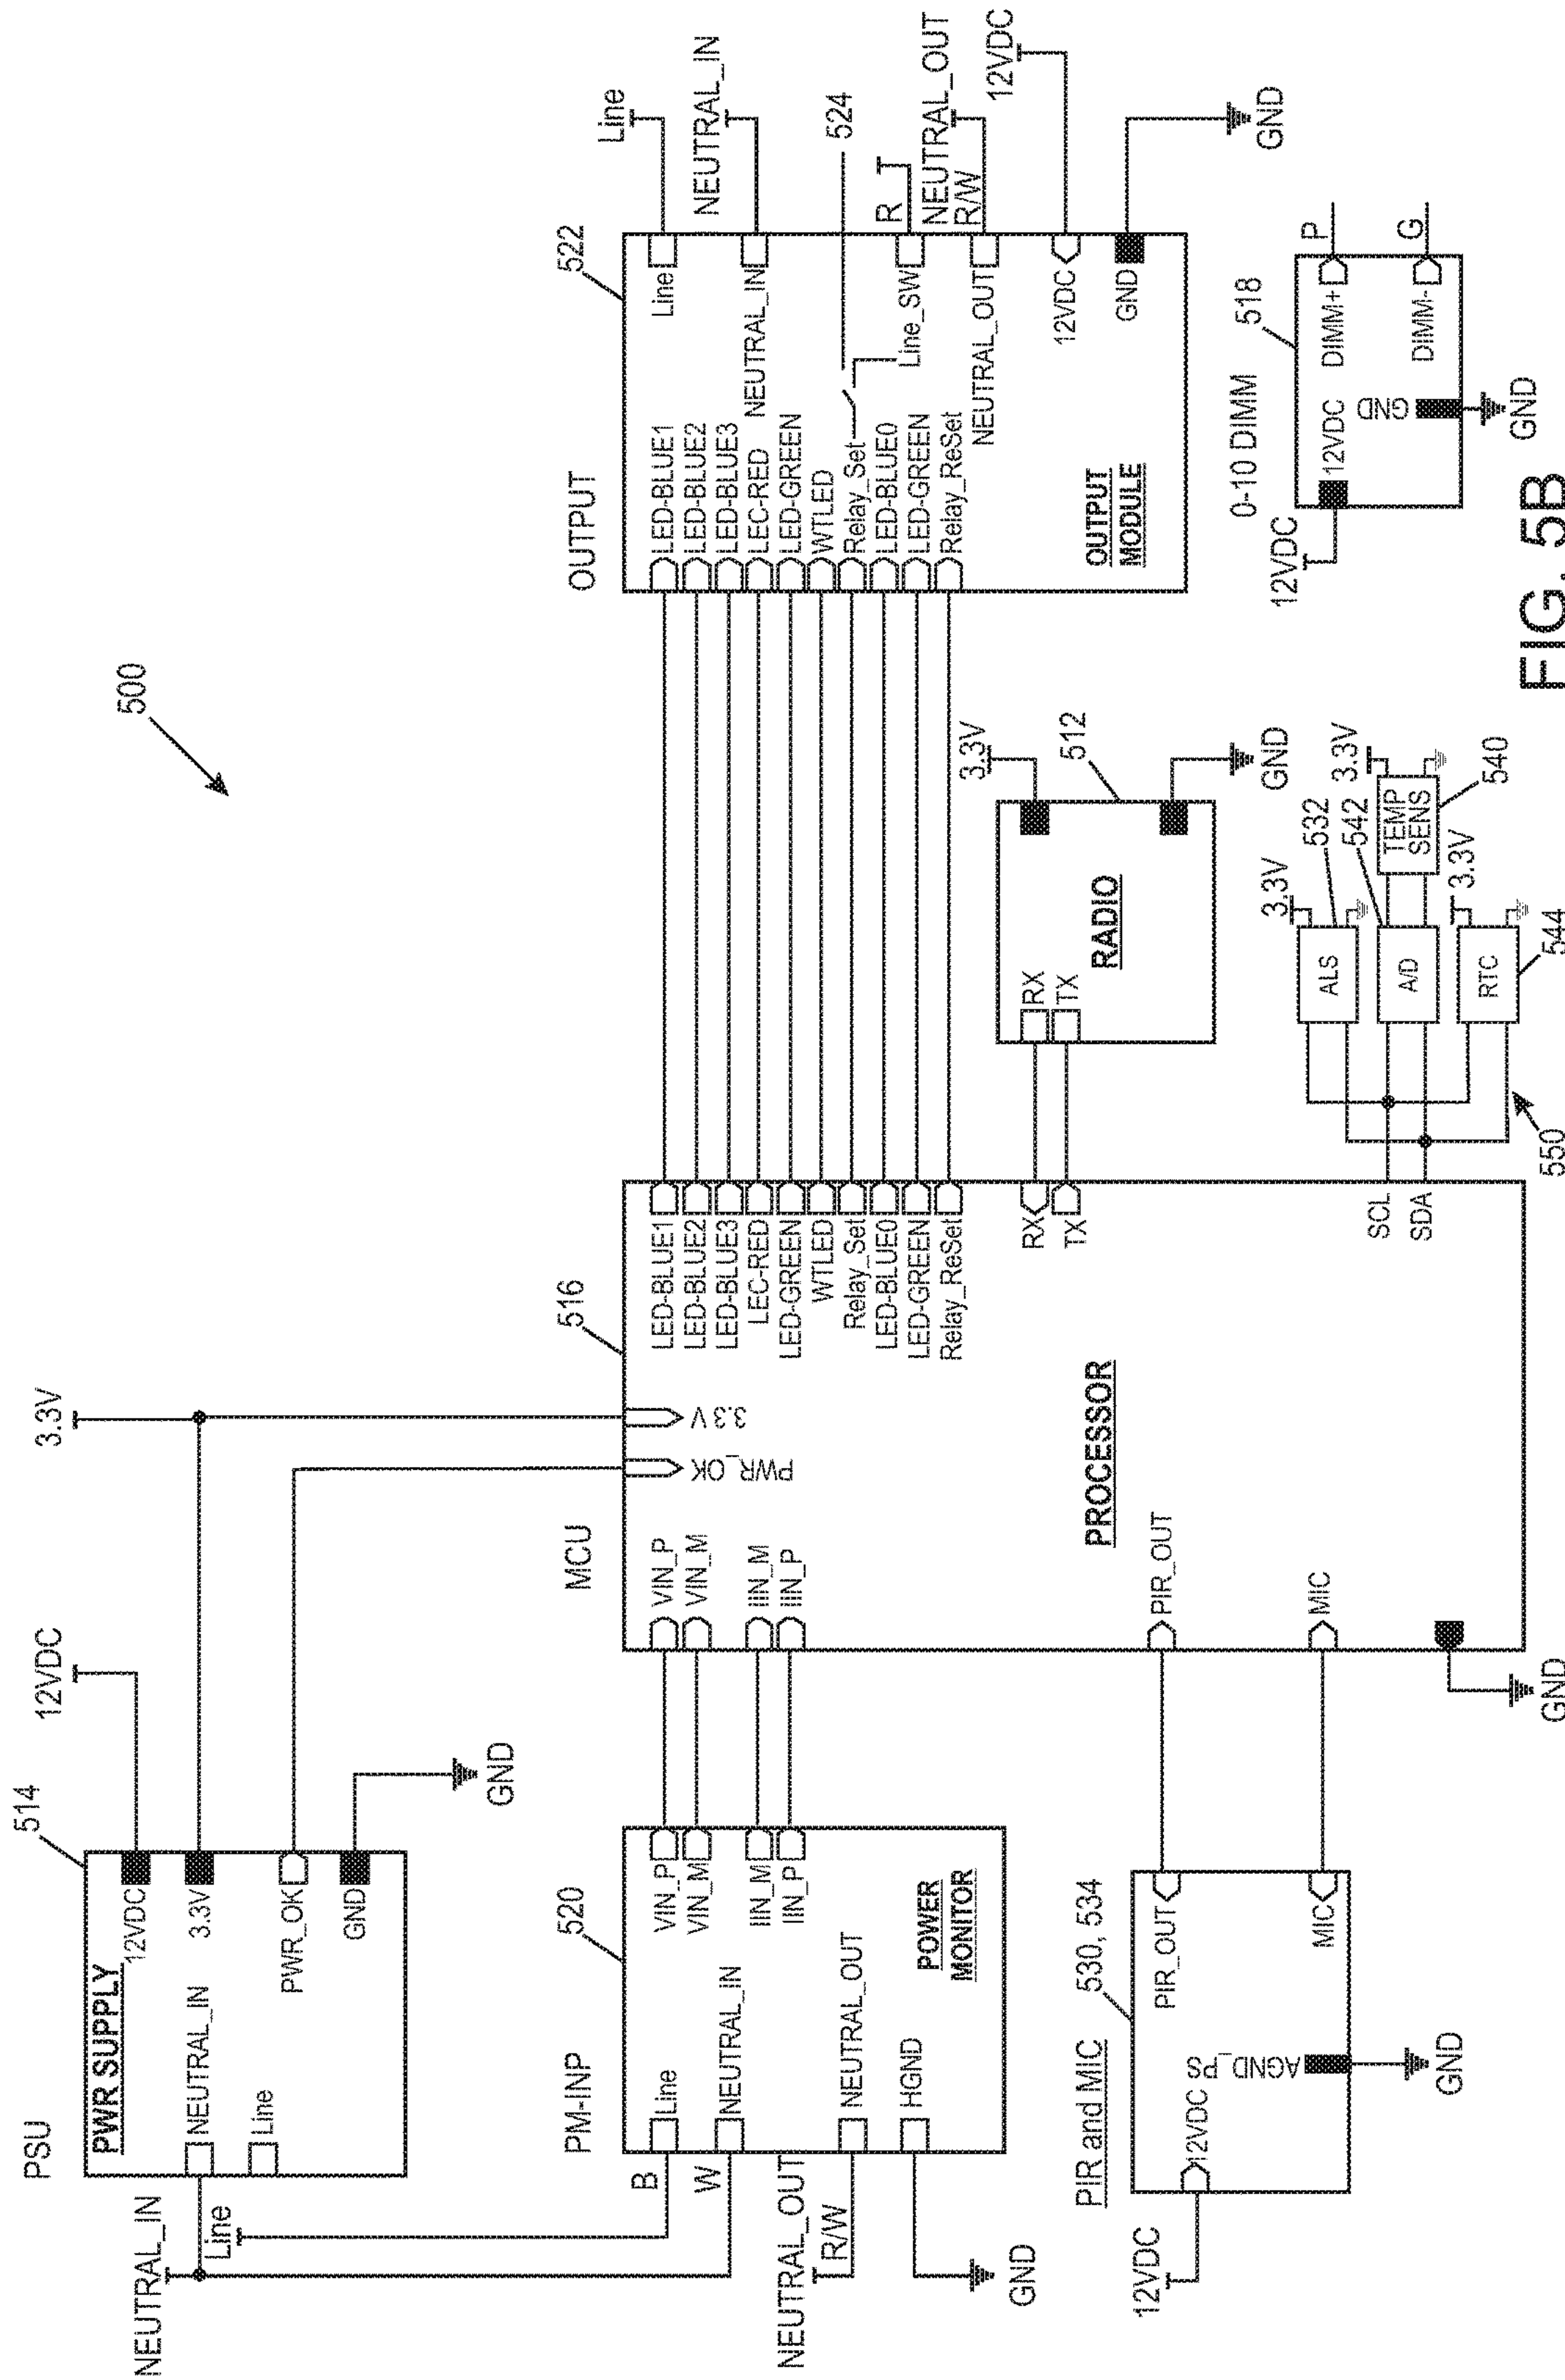 500
PSU
514
PWR SUPPLY
NEUTRAL_IN
Line
12VDC
3.3V
PWR_OK
GND
12VDC
3.3V
GND
NEUTRAL_IN
Line
PM-INP
520
B
W
NEUTRAL_OUT
R/W
GND
Line
NEUTRAL_IN
NEUTRAL_OUT
HGND
VIN_P
VIN_M
IIN_M
IIN_P
POWER
MONITOR
PIR and MIC
530, 534
12VDC
12VDC
AGND_PS
PIR_OUT
MIC
GND
MCU
516
VIN_P
VIN_M
IIN_M
IIN_P
PWR_OK
3.3 V
PIR_OUT
MIC
GND
PROCESSOR
LED-BLUE1
LED-BLUE2
LED-BLUE3
LEC-RED
LED-GREEN
WTLED
Relay_Set
LED-BLUE0
LED-GREEN
Relay_ReSet
RX
TX
SCL
SDA
RADIO
RX
TX
512
3.3V
GND
550
ALS
A/D
RTC
TEMP
SENS
3.3V
532
542
3.3V
540
3.3V
544
OUTPUT
522
LED-BLUE1
LED-BLUE2
LED-BLUE3
LEC-RED
LED-GREEN
WTLED
Relay_Set
LED-BLUE0
LED-GREEN
Relay_ReSet
OUTPUT
MODULE
Line
NEUTRAL_IN
Line_SW
NEUTRAL_OUT
12VDC
GND
Line
NEUTRAL_IN
524
R
NEUTRAL_OUT
R/W
12VDC
GND
0-10 DIMM
518
12VDC
12VDC
GND
DIMM+
DIMM-
P
G
GND
FIG. 5B